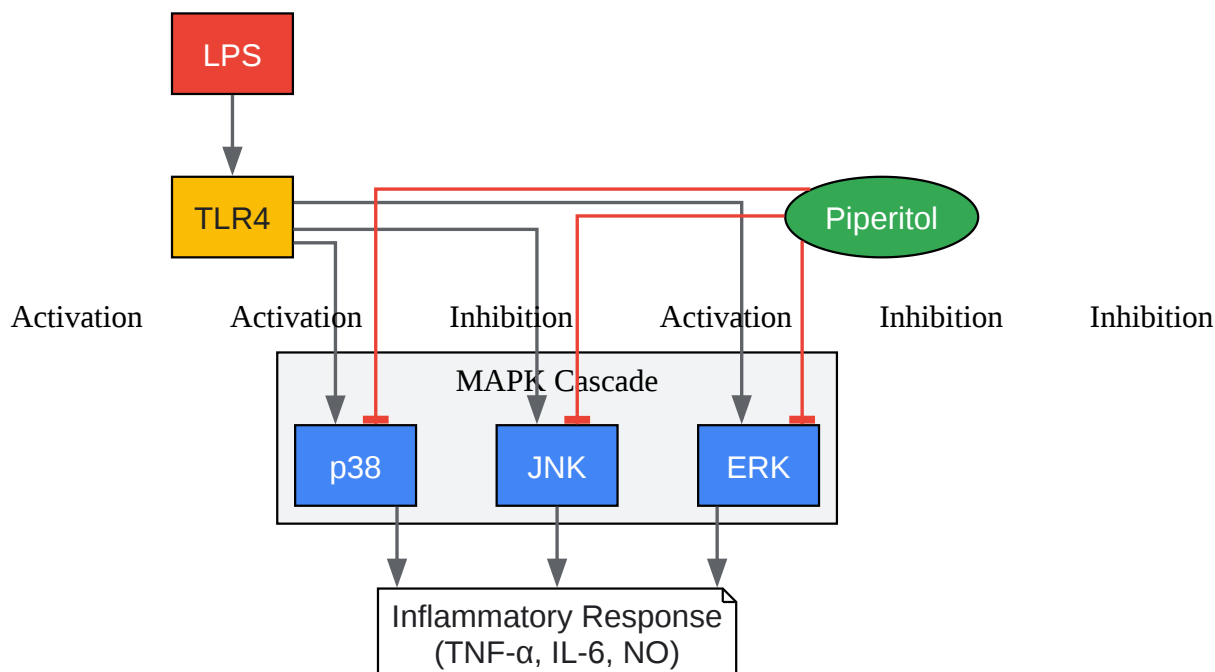 LPS
TLR4
Piperitol
Activation
Activation
Inhibition
Activation
Inhibition
Inhibition
MAPK Cascade
p38
JNK
ERK
Inflammatory Response
(TNF-α, IL-6, NO)